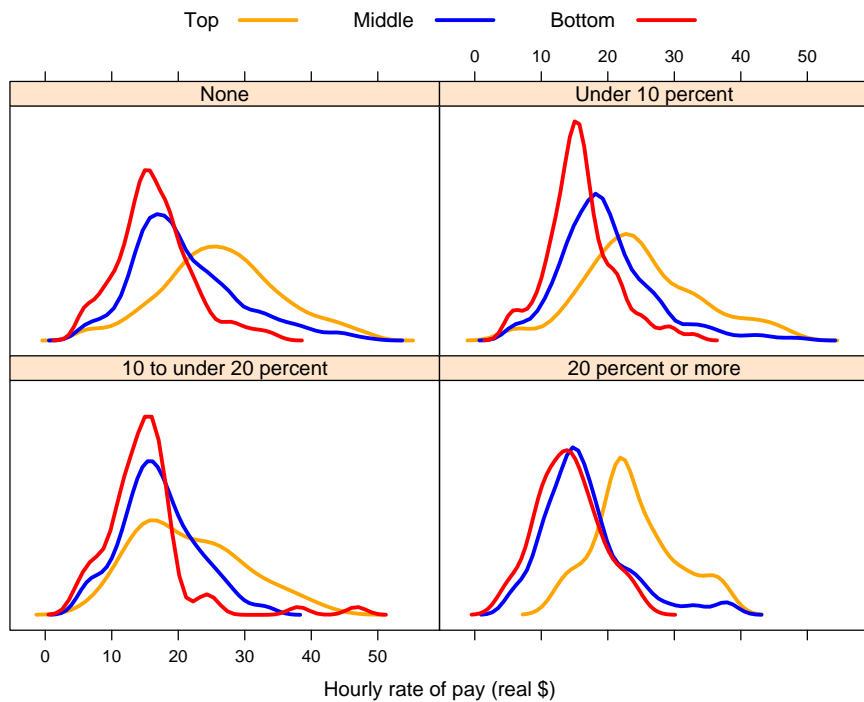 Top Middle Bottom
0 10 20 30 40 50
None Under 10 percent
10 to under 20 percent 20 percent or more
0 10 20 30 40 50
Hourly rate of pay (real $)